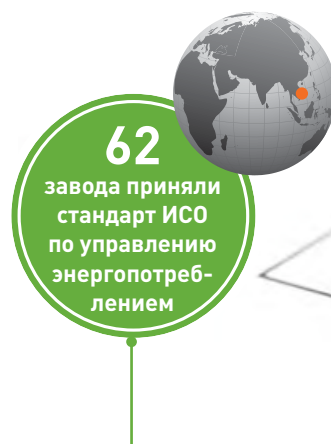 62
завода приняли
стандарт ИСО
по управлению
энергопотреб-
лением